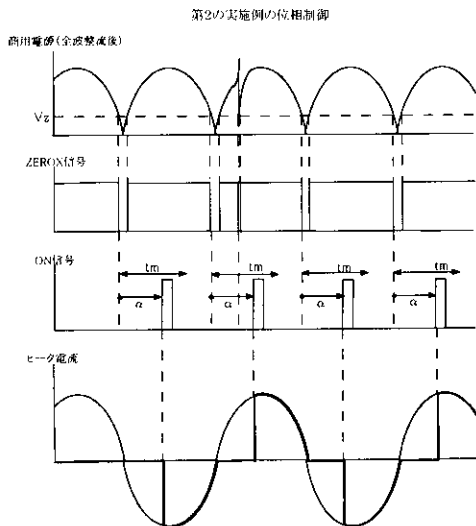 第2の実施例の位相制御
商用電源(全波整流後)
Vz
ZEROX信号
ON信号
tm tm tm tm
α α α α
ヒータ電流